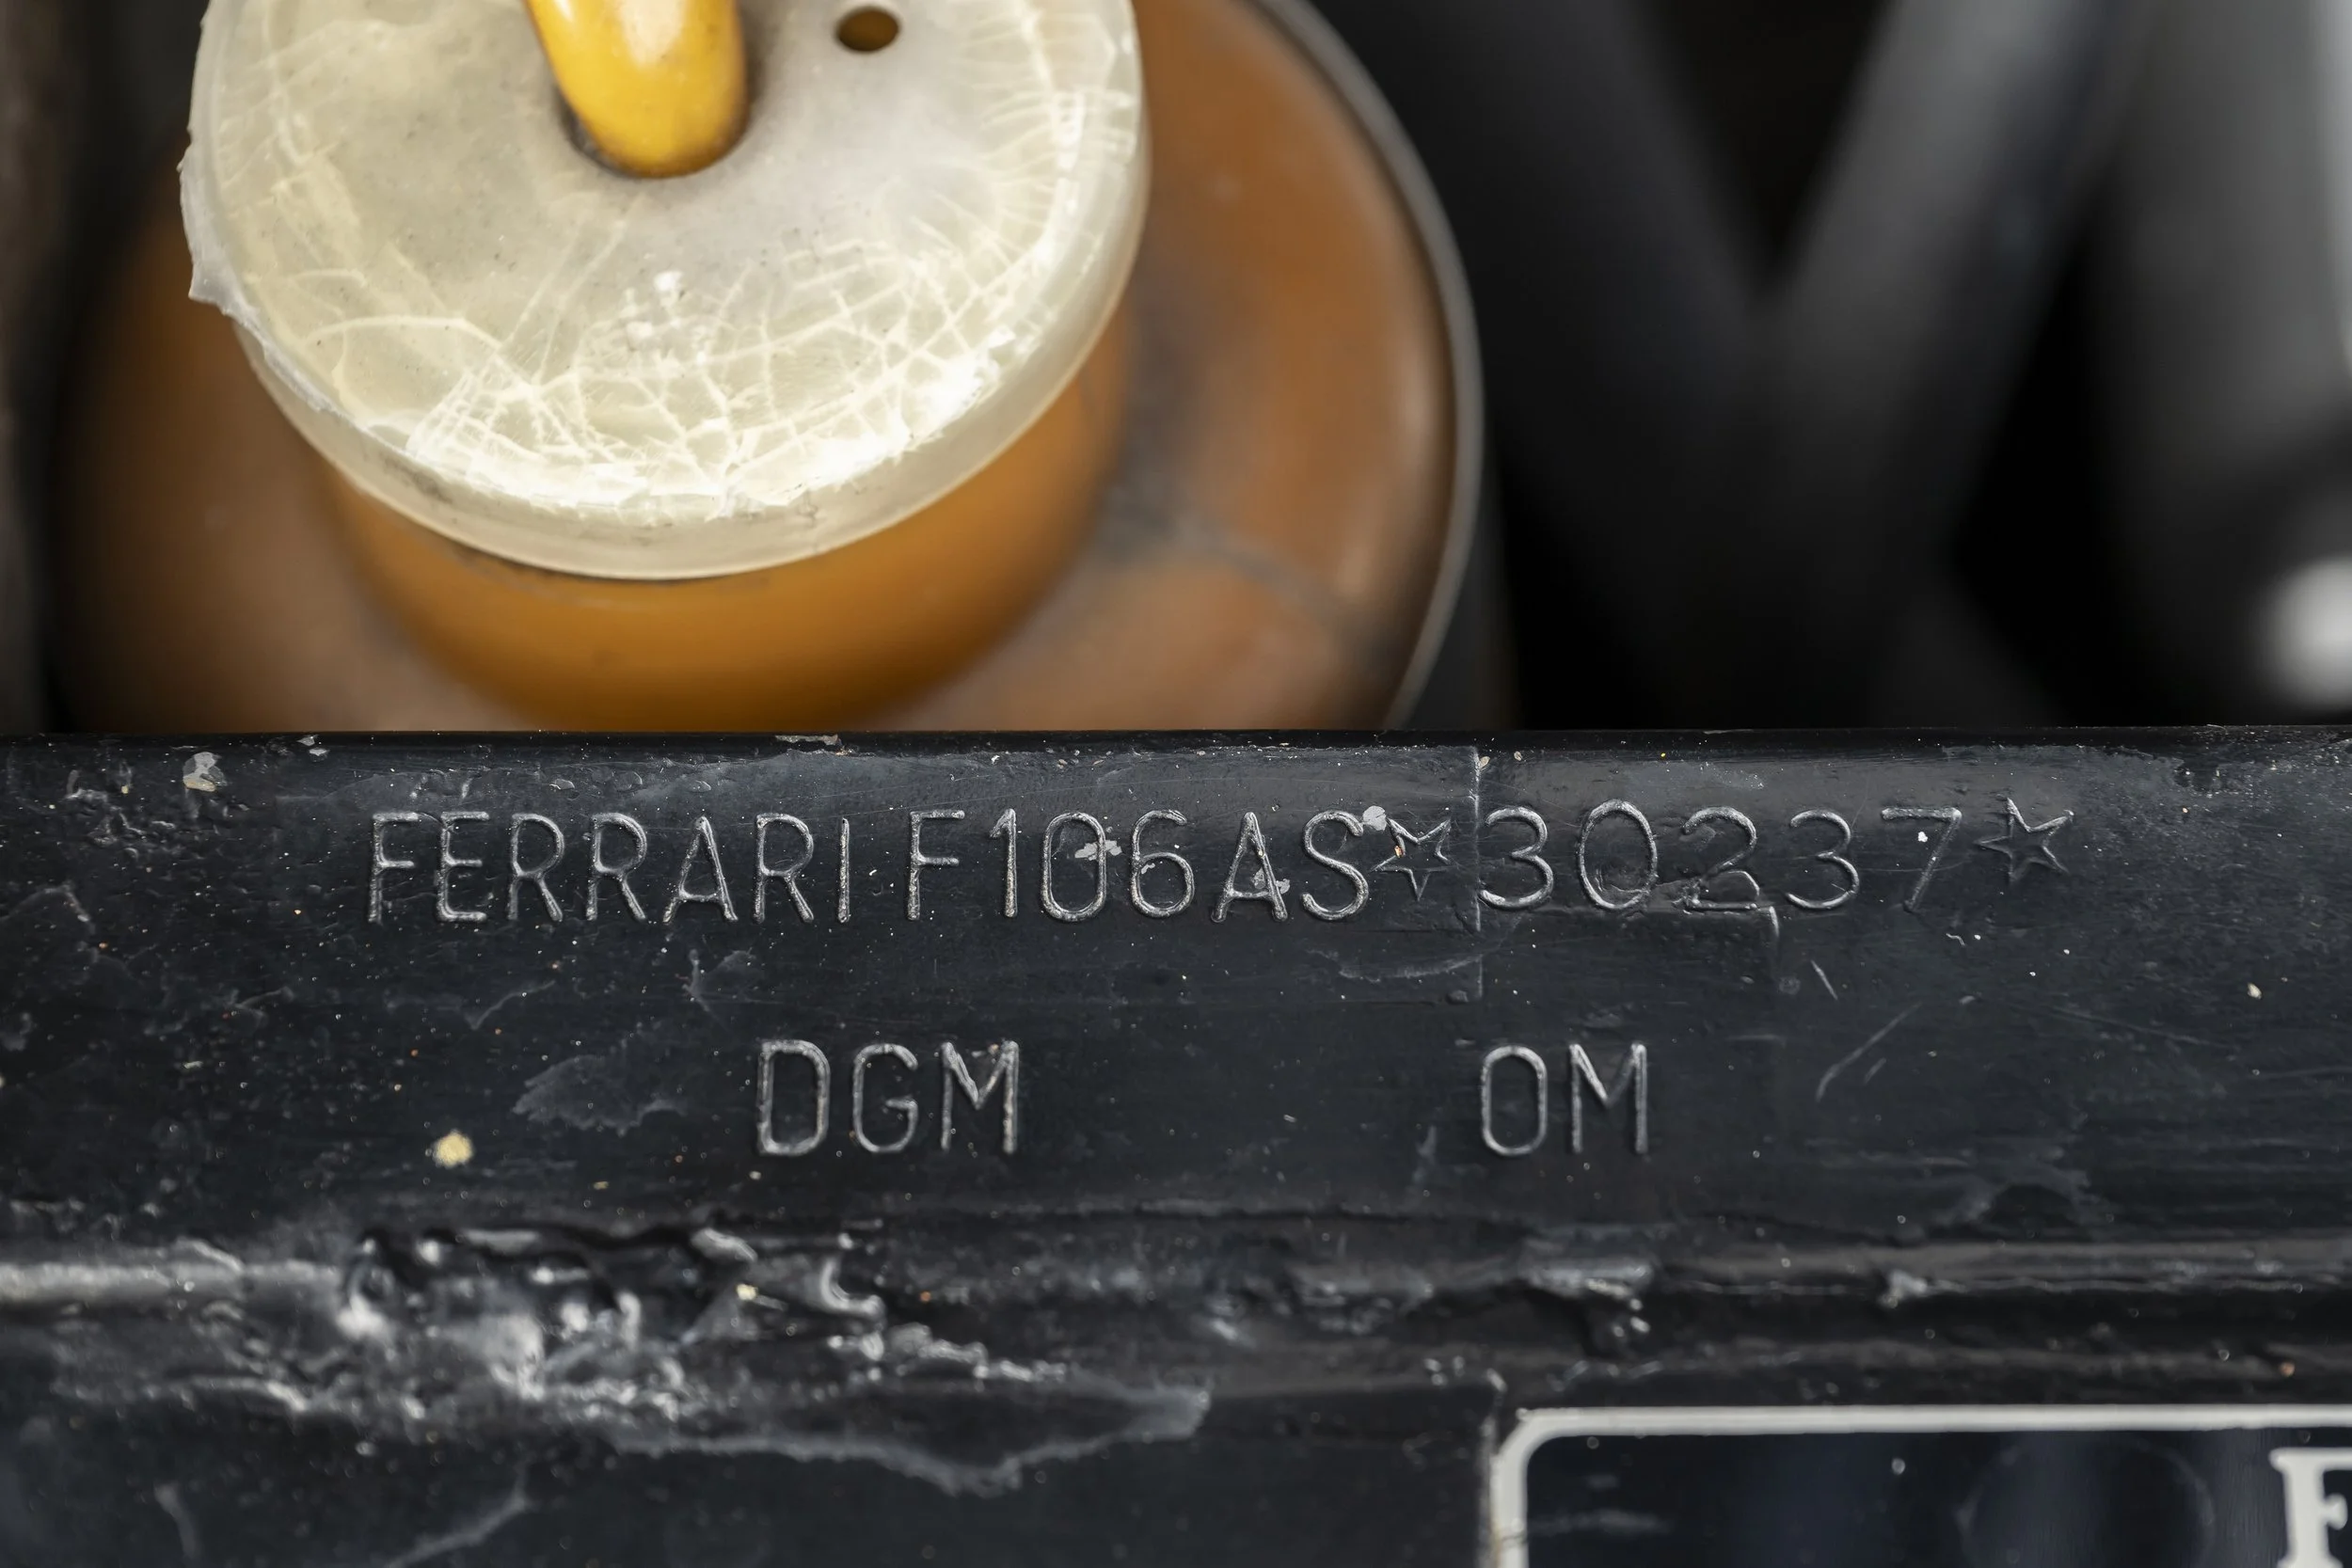 FERRARI F106AS☆30237☆
DGM OM
F